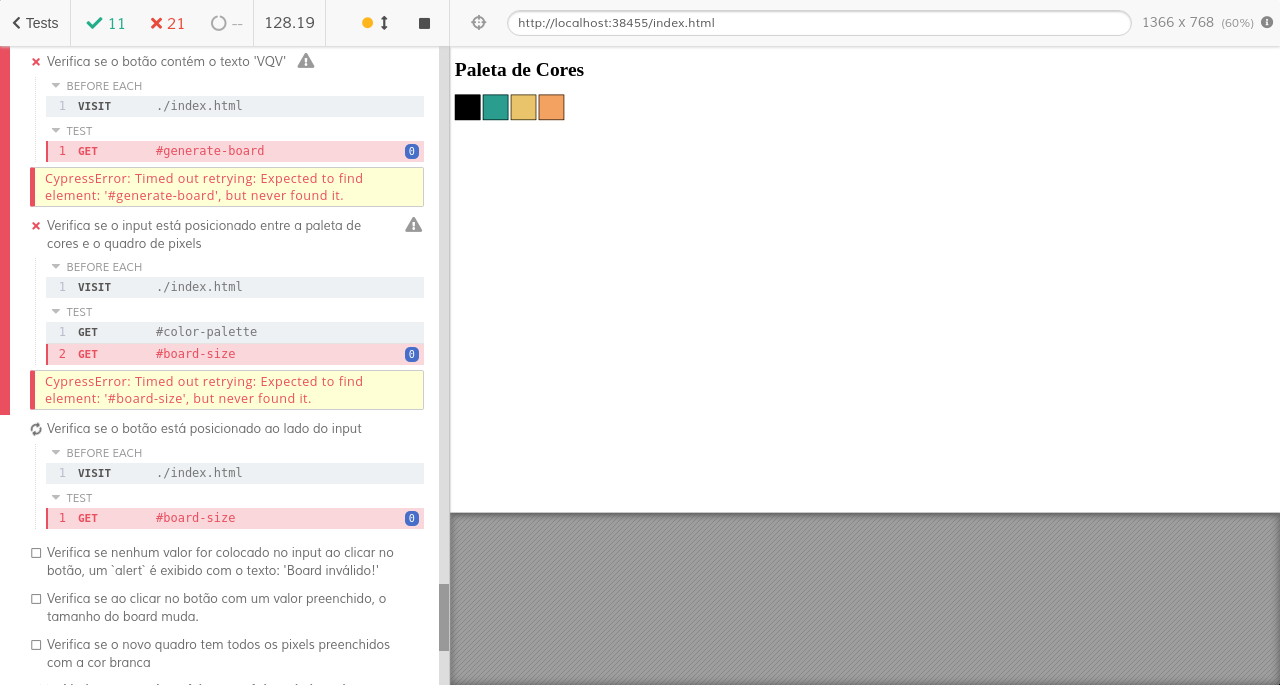 Tests 11 21 -- 128.19
http://localhost:38455/index.html 1366 x 768 (60%)
Verifica se o botão contém o texto 'VQV'
BEFORE EACH
1 VISIT ./index.html
TEST
1 GET #generate-board 0
CypressError: Timed out retrying: Expected to find
element: '#generate-board', but never found it.
Verifica se o input está posicionado entre a paleta de
cores e o quadro de pixels
BEFORE EACH
1 VISIT ./index.html
TEST
1 GET #color-palette
2 GET #board-size 0
CypressError: Timed out retrying: Expected to find
element: '#board-size', but never found it.
Verifica se o botão está posicionado ao lado do input
BEFORE EACH
1 VISIT ./index.html
TEST
1 GET #board-size 0
Verifica se nenhum valor for colocado no input ao clicar no
botão, um `alert` é exibido com o texto: 'Board inválido!'
Verifica se ao clicar no botão com um valor preenchido, o
tamanho do board muda.
Verifica se o novo quadro tem todos os pixels preenchidos
com a cor branca
Paleta de Cores